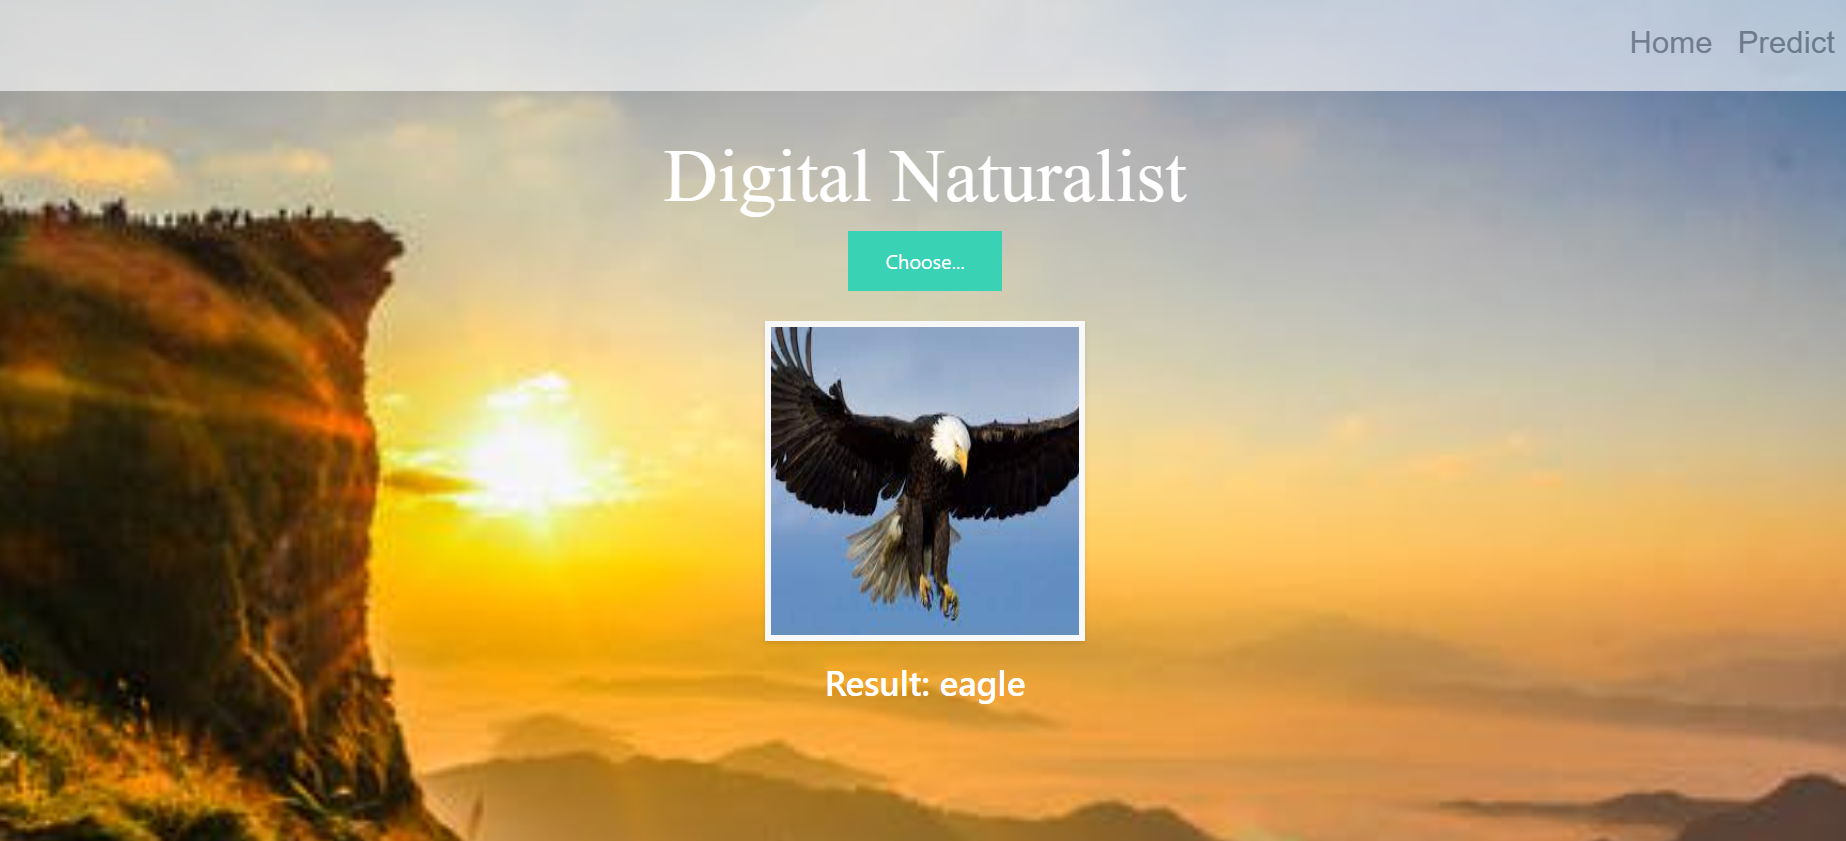 Home Predict
Digital Naturalist
Choose...
Result: eagle